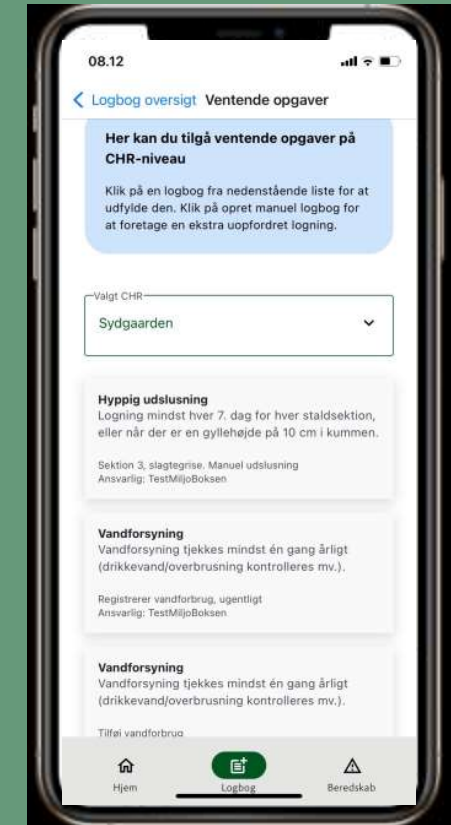 08.12
Logbog oversigt Ventende opgaver
Her kan du tilgå ventende opgaver på
CHR-niveau
Klik på en logbog fra nedenstående liste for at
udfylde den. Klik på opret manuel logbog for
at foretage en ekstra uopfordret logning.
Valgt CHR
Sydgaarden
Hyppig udslusning
Logning mindst hver 7. dag for hver staldsektion,
eller når der er en gyllehøjde på 10 cm i kummen.
Sektion 3, slagtegrise. Manuel udslusning
Ansvarlig: TestMiljoBoksen
Vandforsyning
Vandforsyning tjekkes mindst én gang årligt
(drikkevand/overbrusning kontrolleres mv.).
Registrerer vandforbrug, ugentligt
Ansvarlig: TestMiljoBoksen
Vandforsyning
Vandforsyning tjekkes mindst én gang årligt
(drikkevand/overbrusning kontrolleres mv.).
Tilføj vandforbrug
Hjem Logbog Beredskab